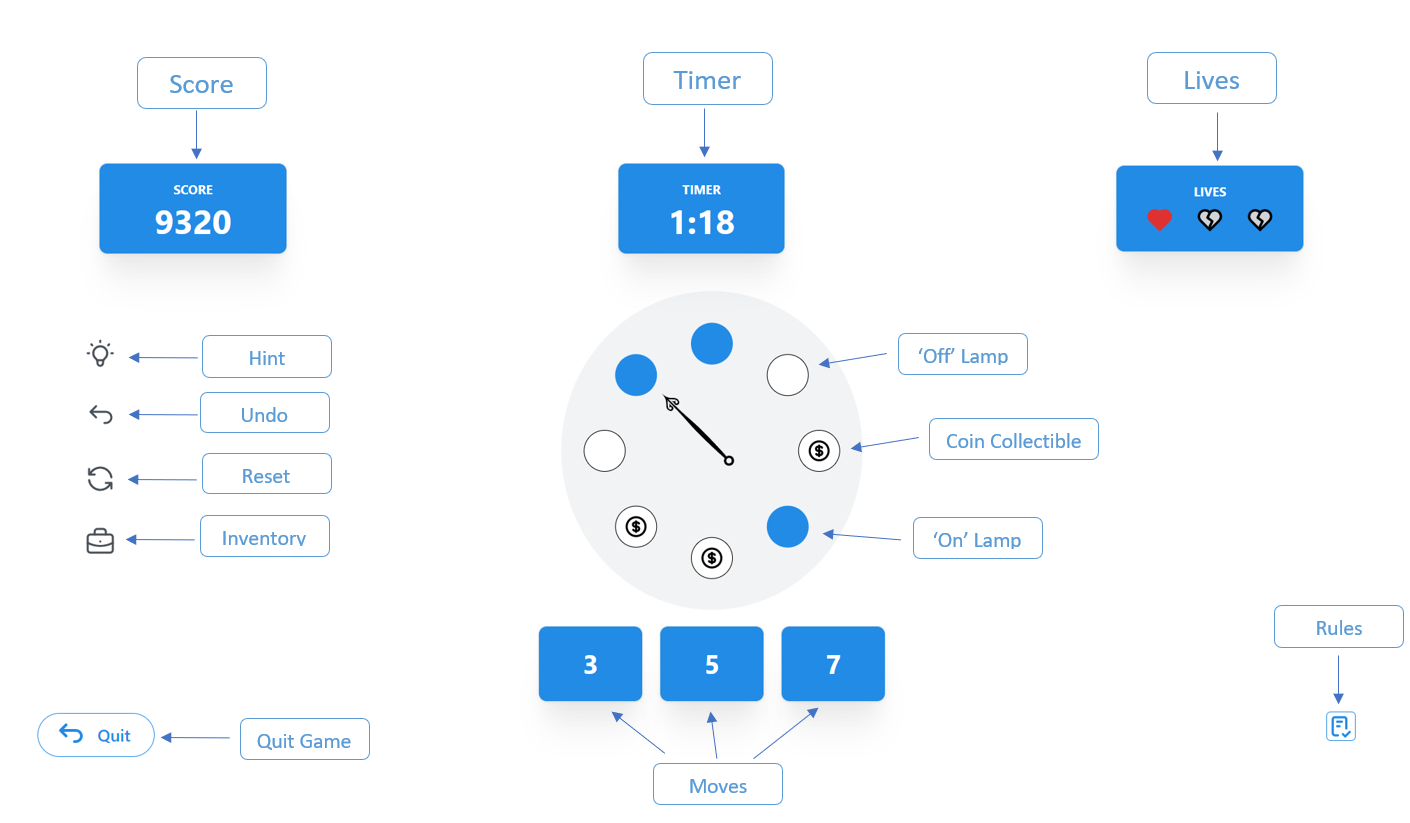 Score
Timer
Lives
SCORE
9320
TIMER
1:18
LIVES
Hint
Undo
Reset
Inventory
‘Off’ Lamp
Coin Collectible
‘On’ Lamp
3
5
7
Rules
Quit
Quit Game
Moves